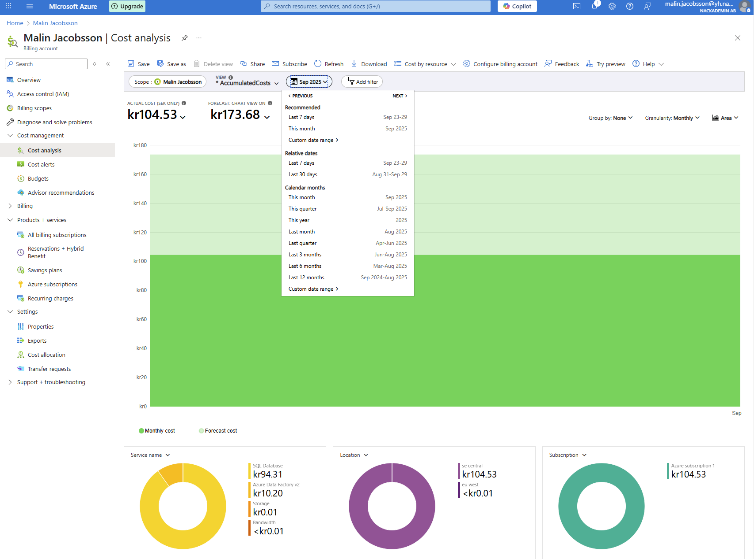 Microsoft Azure
Upgrade
Search resources, services, and docs (G+/)
Copilot
malin.jacobsson@yh.na...
HACKADEMIN AB
Home > Malin Jacobsson
Malin Jacobsson | Cost analysis
Billing account
Search
Save
Save as
Delete view
Share
Subscribe
Refresh
Download
Cost by resource
Configure billing account
Feedback
Try preview
Help
Overview
Access control (IAM)
Billing scopes
Diagnose and solve problems
Cost management
Cost analysis
Cost alerts
Budgets
Advisor recommendations
Billing
Products + services
All billing subscriptions
Reservations + Hybrid
Benefit
Savings plans
Azure subscriptions
Recurring charges
Settings
Properties
Exports
Cost allocation
Transfer requests
Support + troubleshooting
Scope : Malin Jacobsson
VIEW
* AccumulatedCosts
Sep 2025
Add filter
ACTUAL COST (SEK ONLY)
kr104.53
FORECAST: CHART VIEW ON
kr173.68
Group by: None
Granularity: Monthly
Area
< PREVIOUS
NEXT >
Recommended
Last 7 days Sep 23-29
This month Sep 2025
Custom date range >
Relative dates
Last 7 days Sep 23-29
Last 30 days Aug 31-Sep 29
Calendar months
This month Sep 2025
This quarter Jul-Sep 2025
This year 2025
Last month Aug 2025
Last quarter Apr-Jun 2025
Last 3 months Jun-Aug 2025
Last 6 months Mar-Aug 2025
Last 12 months Sep 2024-Aug 2025
Custom date range >
kr180
kr160
kr140
kr120
kr100
kr80
kr60
kr40
kr20
kr0
Sep
Monthly cost
Forecast cost
Service name
SQL Database
kr94.31
Azure Data Factory v2
kr10.20
Storage
kr0.01
Bandwidth
<kr0.01
Location
se central
kr104.53
eu west
<kr0.01
Subscription
Azure subscription 1
kr104.53